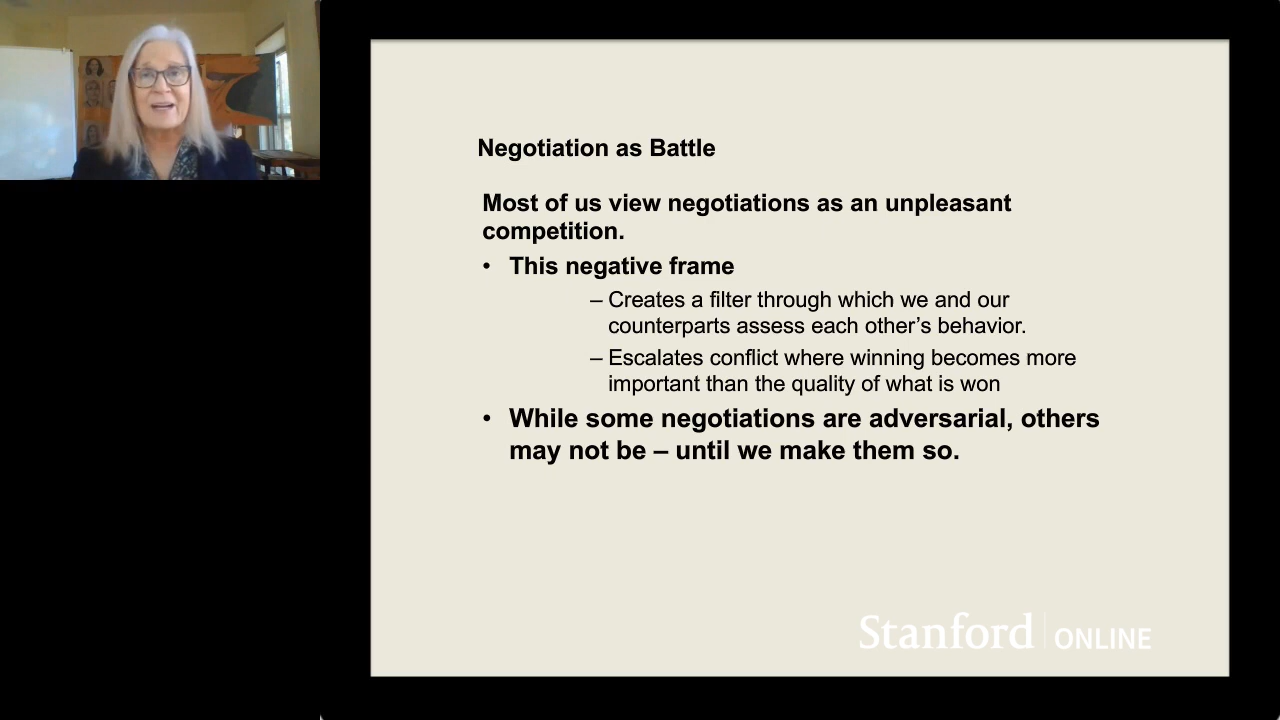 Negotiation as Battle
Most of us view negotiations as an unpleasant
competition.
• This negative frame
– Creates a filter through which we and our
counterparts assess each other’s behavior.
– Escalates conflict where winning becomes more
important than the quality of what is won
• While some negotiations are adversarial, others
may not be – until we make them so.
Stanford | ONLINE